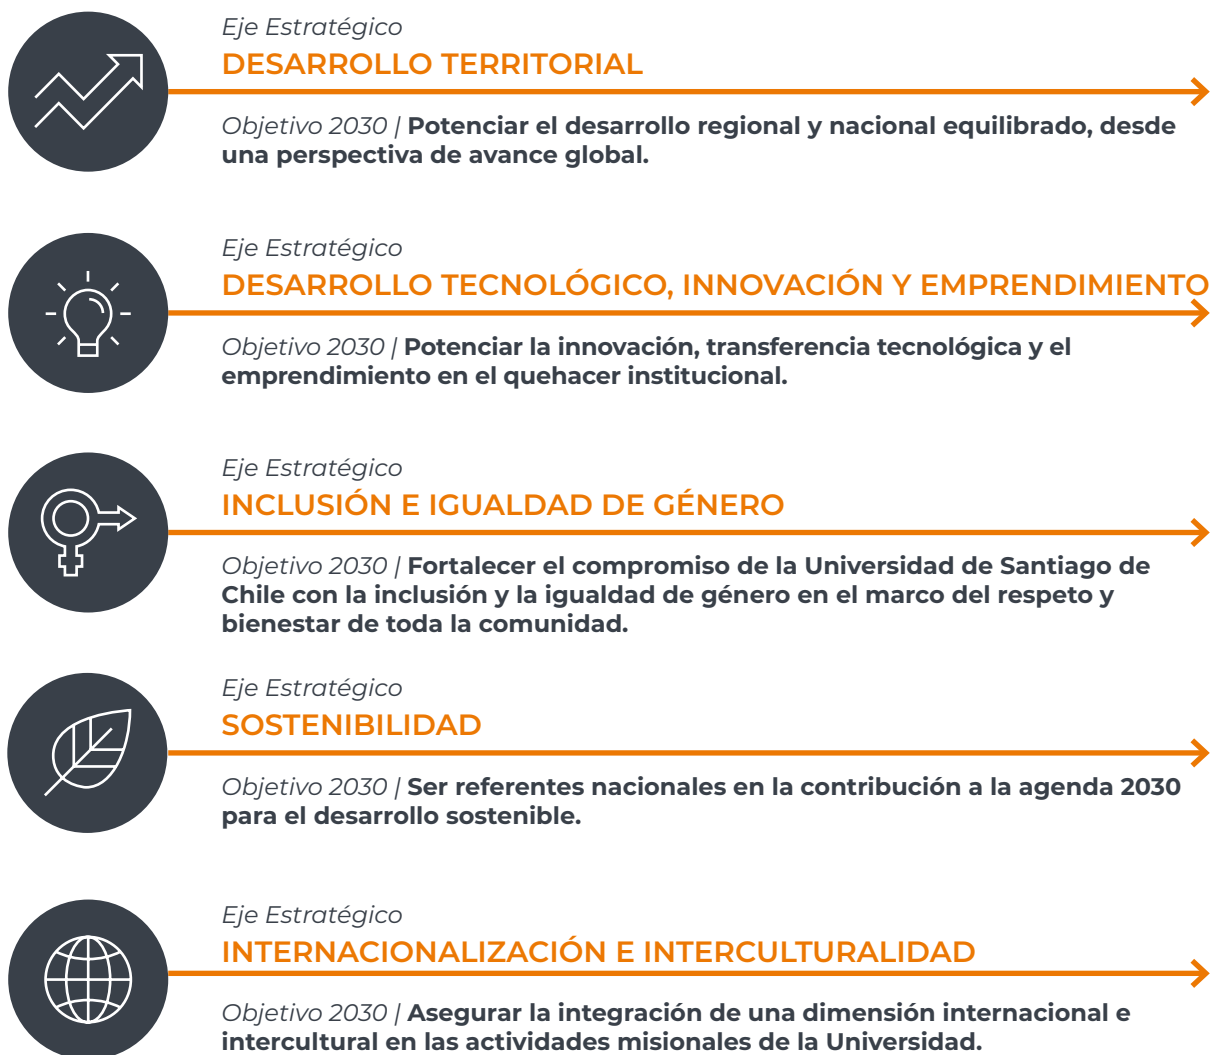 Eje Estratégico
DESARROLLO TERRITORIAL
Objetivo 2030 | Potenciar el desarrollo regional y nacional equilibrado, desde
una perspectiva de avance global.
Eje Estratégico
DESARROLLO TECNOLÓGICO, INNOVACIÓN Y EMPRENDIMIENTO
Objetivo 2030 | Potenciar la innovación, transferencia tecnológica y el
emprendimiento en el quehacer institucional.
Eje Estratégico
INCLUSIÓN E IGUALDAD DE GÉNERO
Objetivo 2030 | Fortalecer el compromiso de la Universidad de Santiago de
Chile con la inclusión y la igualdad de género en el marco del respeto y
bienestar de toda la comunidad.
Eje Estratégico
SOSTENIBILIDAD
Objetivo 2030 | Ser referentes nacionales en la contribución a la agenda 2030
para el desarrollo sostenible.
Eje Estratégico
INTERNACIONALIZACIÓN E INTERCULTURALIDAD
Objetivo 2030 | Asegurar la integración de una dimensión internacional e
intercultural en las actividades misionales de la Universidad.